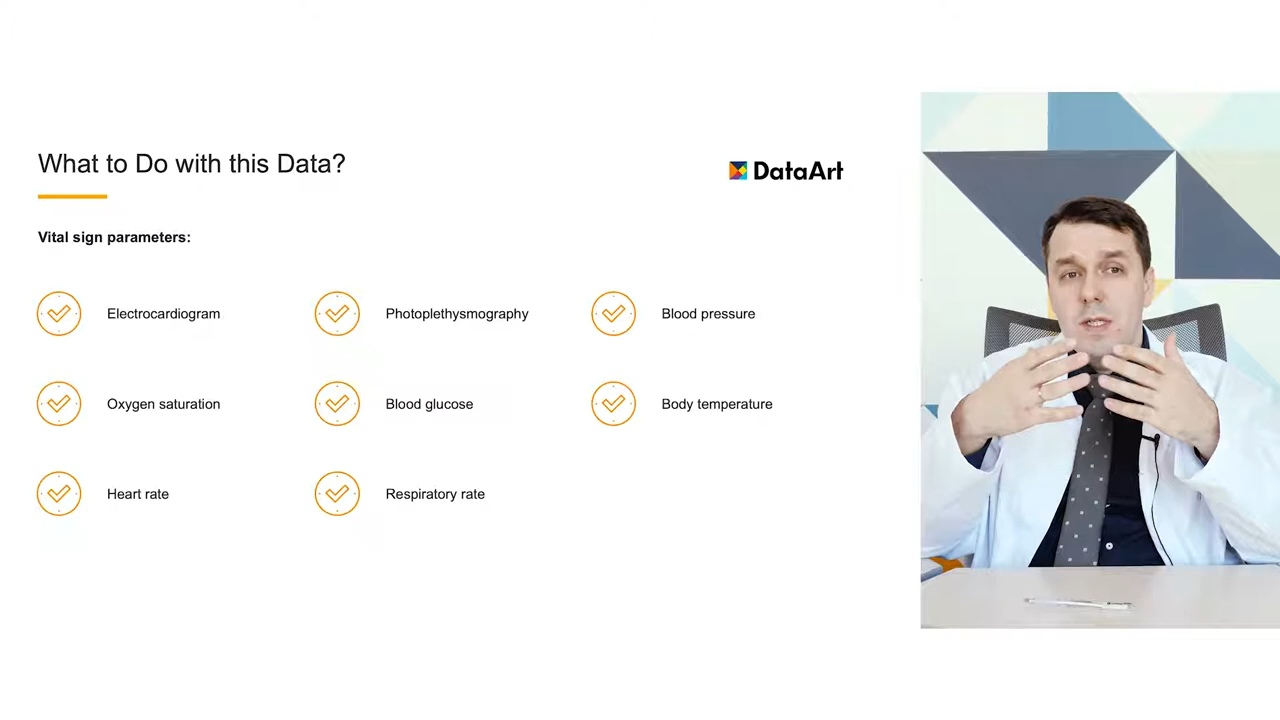 What to Do with this Data?
DataArt
Vital sign parameters:
Electrocardiogram
Photoplethysmography
Blood pressure
Oxygen saturation
Blood glucose
Body temperature
Heart rate
Respiratory rate